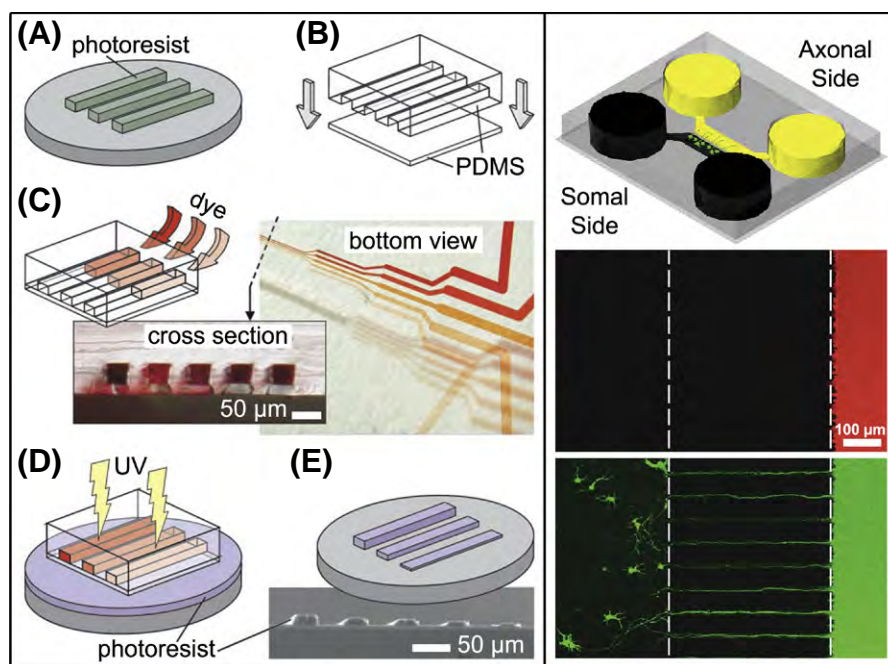 (A)
photoresist
(B)
PDMS
(C)
dye
bottom view
cross section
50 µm
(D)
UV
photoresist
(E)
50 µm
Axonal
Side
Somal
Side
100 µm